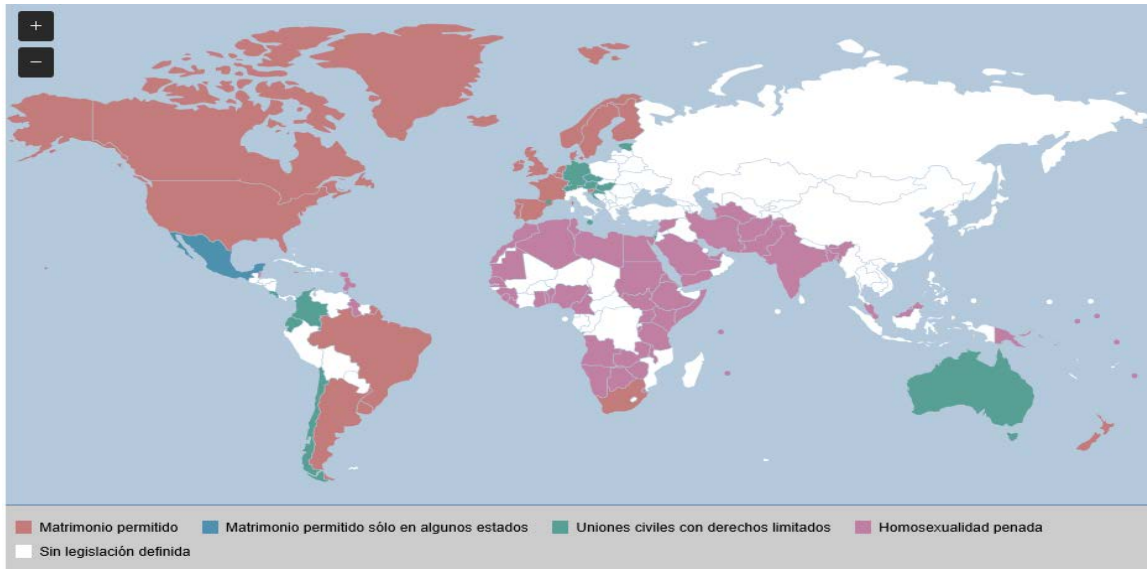 +
−
Matrimonio permitido Matrimonio permitido sólo en algunos estados Uniones civiles con derechos limitados Homosexualidad penada
Sin legislación definida